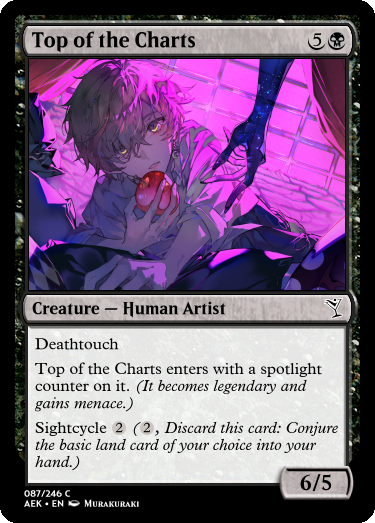 Top of the Charts 5
Creature — Human Artist
Deathtouch
Top of the Charts enters with a spotlight
counter on it. (It becomes legendary and
gains menace.)
Sightcycle 2 (2, Discard this card: Conjure
the basic land card of your choice into your
hand.)
6/5
087/246 C
AEK • EN Murakuraki